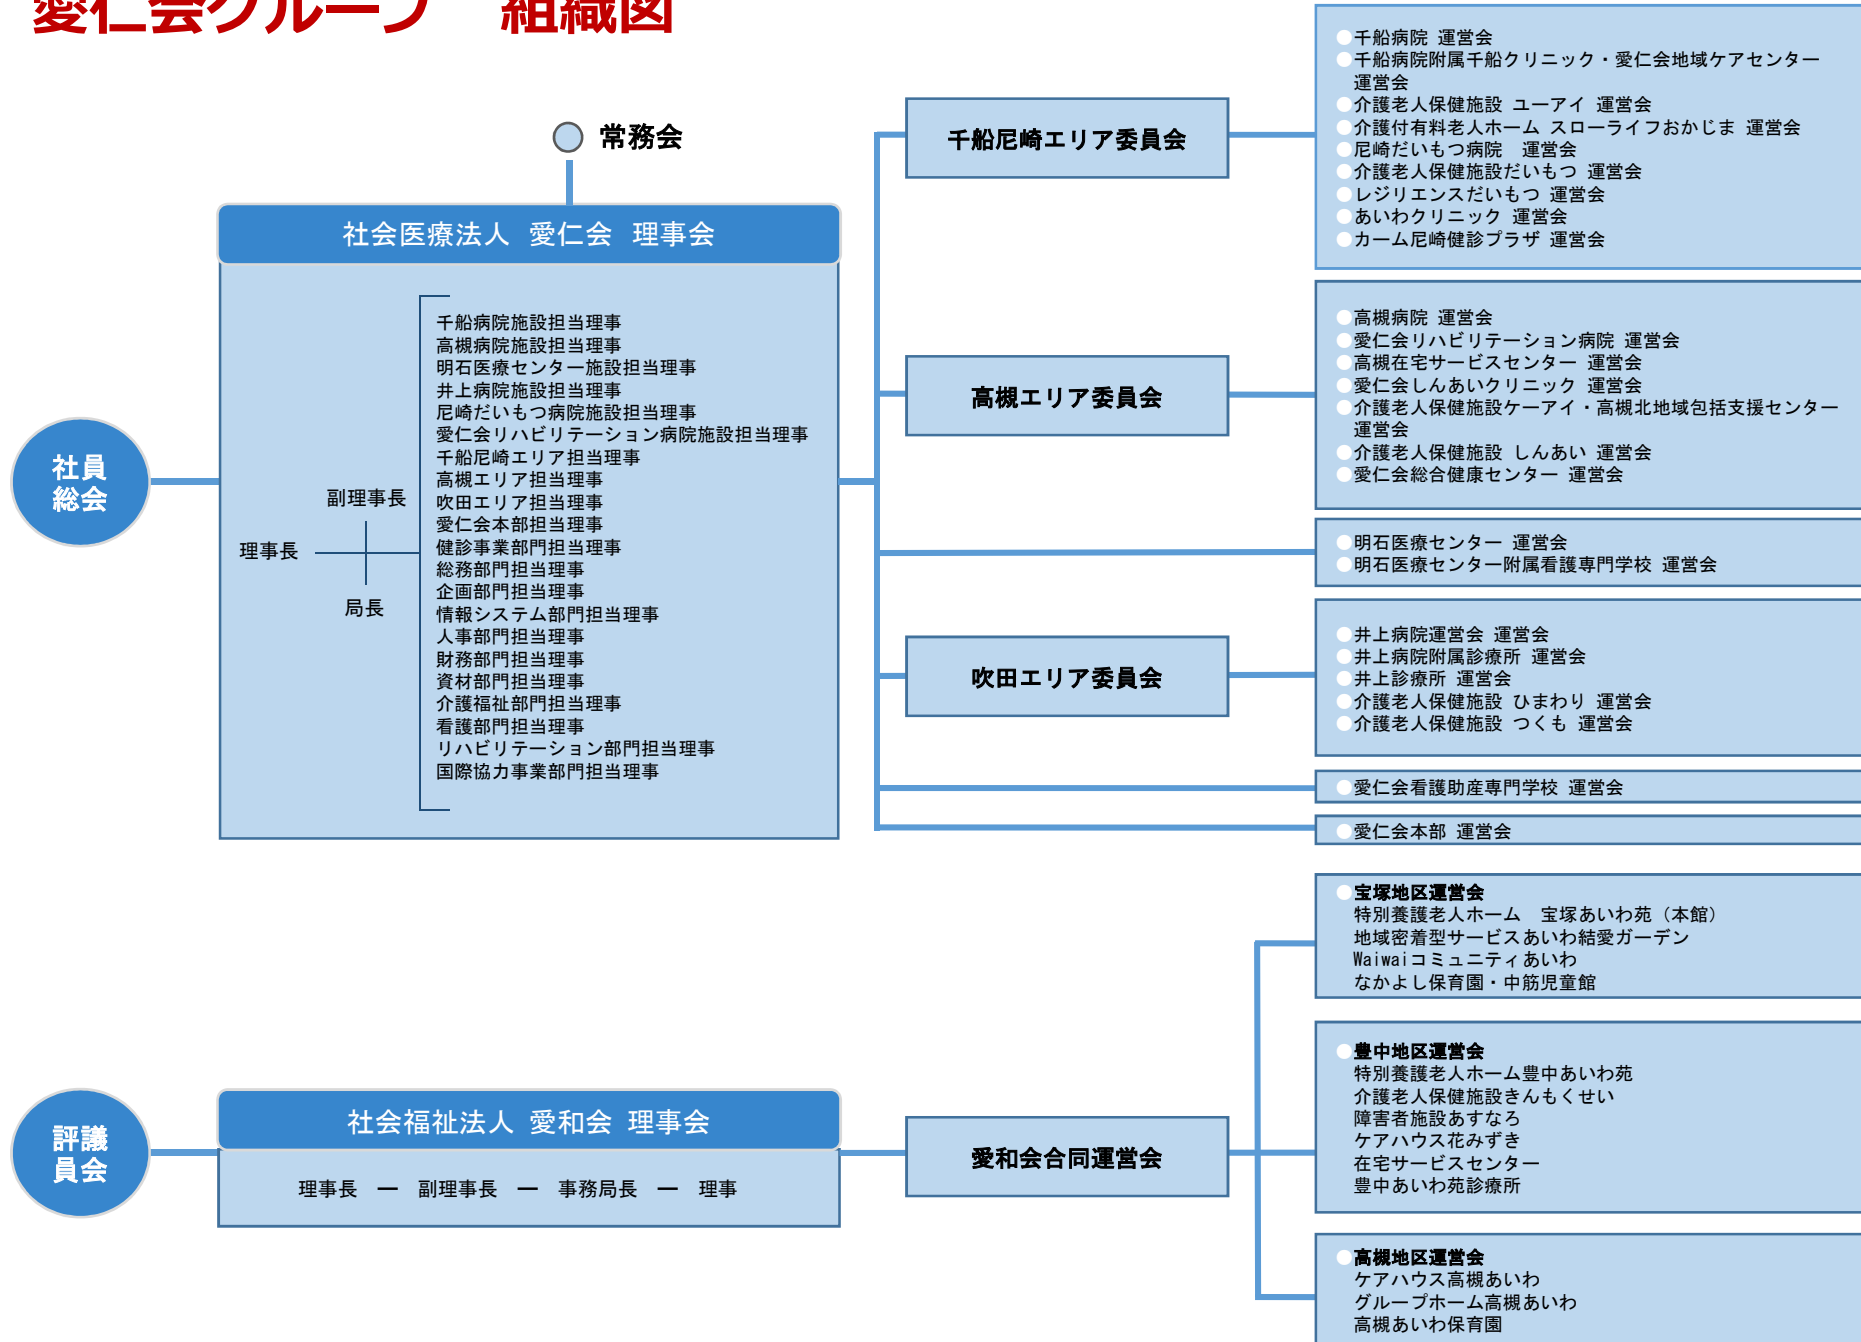 愛仁会グループ　組織図
常務会
社会医療法人 愛仁会 理事会
社員
総会
理事長
副理事長
局長
千船病院施設担当理事
高槻病院施設担当理事
明石医療センター施設担当理事
井上病院施設担当理事
尼崎だいもつ病院施設担当理事
愛仁会リハビリテーション病院施設担当理事
千船尼崎エリア担当理事
高槻エリア担当理事
吹田エリア担当理事
愛仁会本部担当理事
健診事業部門担当理事
総務部門担当理事
企画部門担当理事
情報システム部門担当理事
人事部門担当理事
財務部門担当理事
資材部門担当理事
介護福祉部門担当理事
看護部門担当理事
リハビリテーション部門担当理事
国際協力事業部門担当理事
千船尼崎エリア委員会
●千船病院 運営会
●千船病院附属千船クリニック・愛仁会地域ケアセンター
運営会
●介護老人保健施設 ユーアイ 運営会
●介護付有料老人ホーム スローライフおかじま 運営会
●尼崎だいもつ病院　運営会
●介護老人保健施設だいもつ 運営会
●レジリエンスだいもつ 運営会
●あいわクリニック 運営会
●カーム尼崎健診プラザ 運営会
高槻エリア委員会
●高槻病院 運営会
●愛仁会リハビリテーション病院 運営会
●高槻在宅サービスセンター 運営会
●愛仁会しんあいクリニック 運営会
●介護老人保健施設ケーアイ・高槻北地域包括支援センター
運営会
●介護老人保健施設 しんあい 運営会
●愛仁会総合健康センター 運営会
●明石医療センター 運営会
●明石医療センター附属看護専門学校 運営会
吹田エリア委員会
●井上病院運営会 運営会
●井上病院附属診療所 運営会
●井上診療所 運営会
●介護老人保健施設 ひまわり 運営会
●介護老人保健施設 つくも 運営会
●愛仁会看護助産専門学校 運営会
●愛仁会本部 運営会
評議
員会
社会福祉法人 愛和会 理事会
理事長 ー 副理事長 ー 事務局長 ー 理事
愛和会合同運営会
●宝塚地区運営会
特別養護老人ホーム　宝塚あいわ苑（本館）
地域密着型サービスあいわ結愛ガーデン
Waiwaiコミュニティあいわ
なかよし保育園・中筋児童館
●豊中地区運営会
特別養護老人ホーム豊中あいわ苑
介護老人保健施設きんもくせい
障害者施設あすなろ
ケアハウス花みずき
在宅サービスセンター
豊中あいわ苑診療所
●高槻地区運営会
ケアハウス高槻あいわ
グループホーム高槻あいわ
高槻あいわ保育園